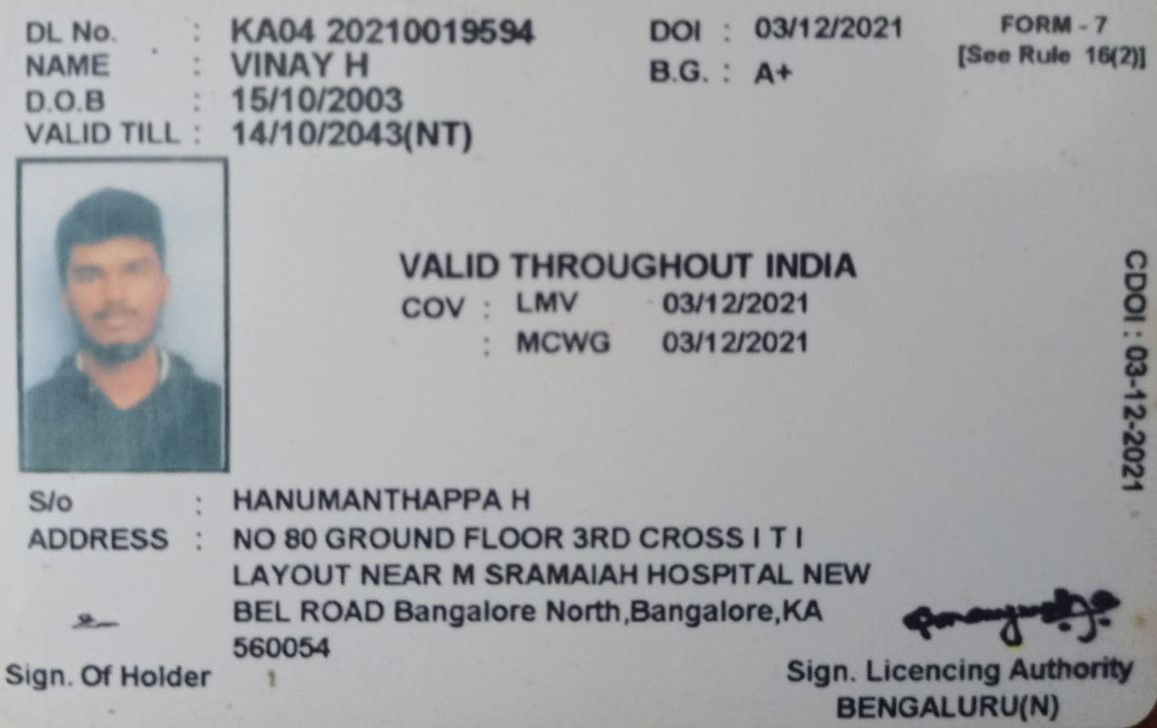 DL No. : KA04 20210019594 DOI : 03/12/2021 FORM - 7
NAME : VINAY H B.G. : A+ [See Rule 16(2)]
D.O.B : 15/10/2003
VALID TILL : 14/10/2043(NT)
VALID THROUGHOUT INDIA
COV : LMV 03/12/2021
: MCWG 03/12/2021
CDOI : 03-12-2021
S/o : HANUMANTHAPPA H
ADDRESS : NO 80 GROUND FLOOR 3RD CROSS I T I
LAYOUT NEAR M SRAMAIAH HOSPITAL NEW
BEL ROAD Bangalore North,Bangalore,KA
560054
Sign. Of Holder
Sign. Licencing Authority
BENGALURU(N)